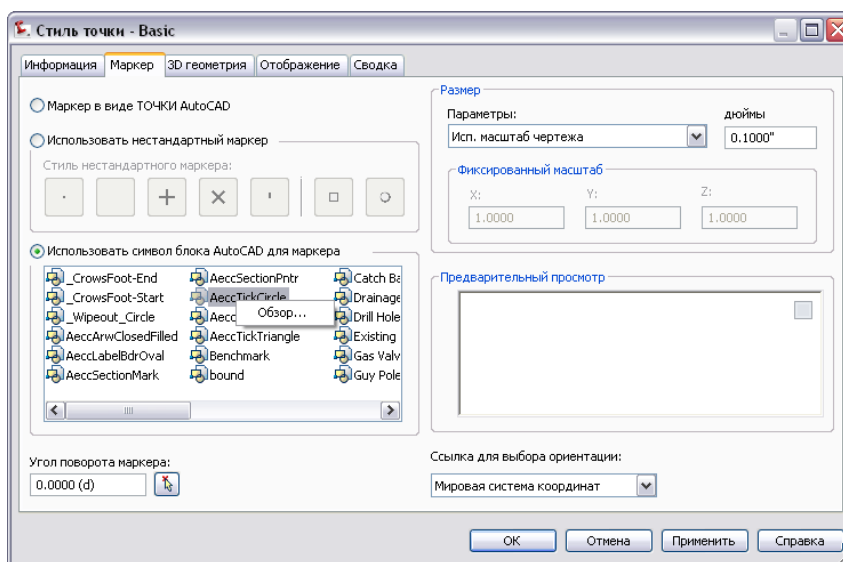 Стиль точки - Basic
Информация Маркер 3D геометрия Отображение Сводка
Маркер в виде ТОЧКИ AutoCAD
Использовать нестандартный маркер
Стиль нестандартного маркера:
Использовать символ блока AutoCAD для маркера
_CrowsFoot-End AeccSectionPntr Catch Ba
_CrowsFoot-Start AeccTickCircle Drainage
_Wipeout_Circle Aecc Drill Hole
AeccArwClosedFilled AeccTickTriangle Existing
AeccLabelBdrOval Benchmark Gas Valv
AeccSectionMark bound Guy Pole
Обзор...
Угол поворота маркера:
0.0000 (d)
Размер
Параметры: дюймы
Исп. масштаб чертежа 0.1000"
Фиксированный масштаб
X: Y: Z:
1.0000 1.0000 1.0000
Предварительный просмотр
Ссылка для выбора ориентации:
Мировая система координат
ОК Отмена Применить Справка